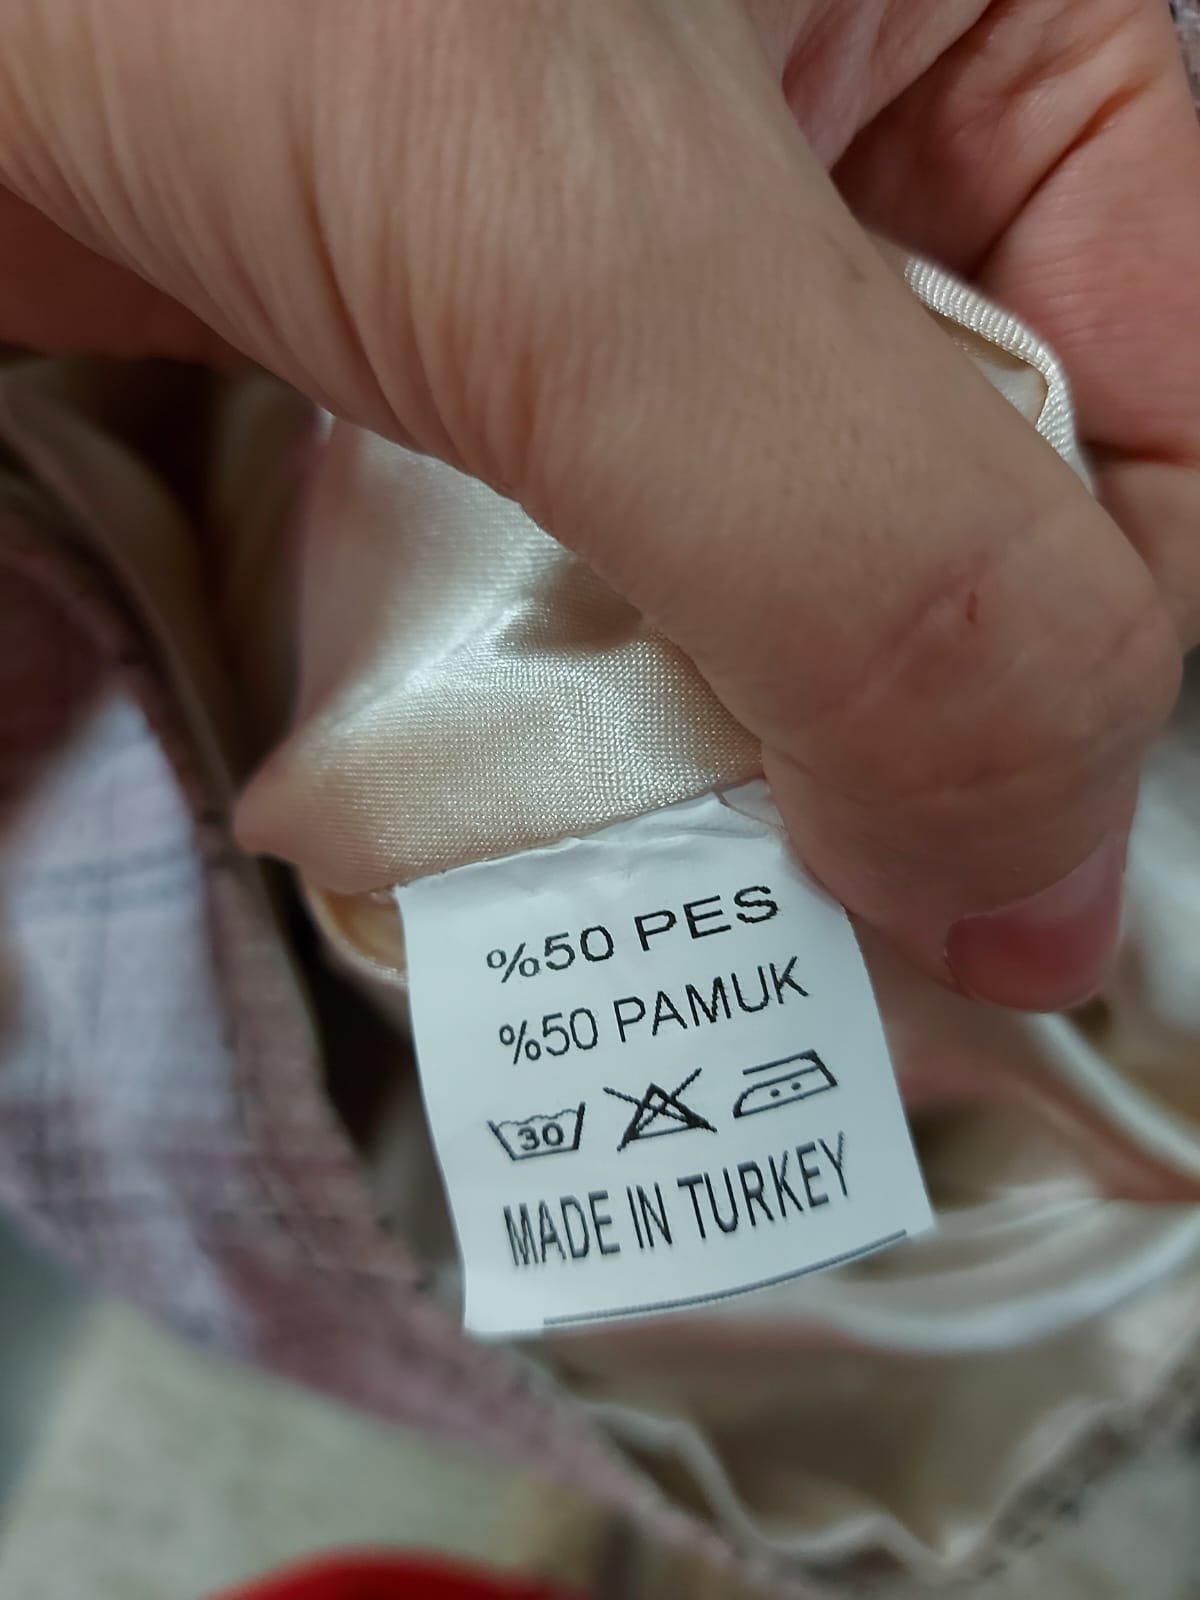 %50 PES
%50 PAMUK
30
MADE IN TURKEY